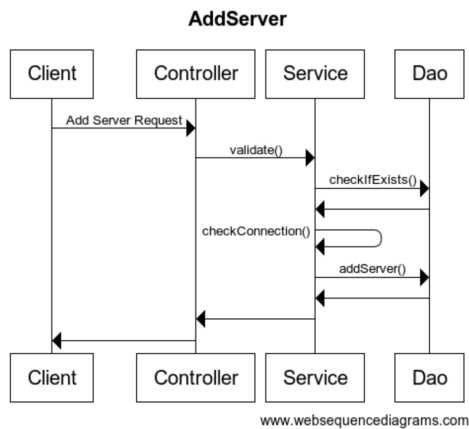 AddServer
Client Controller Service Dao
Add Server Request
validate()
checkIfExists()
checkConnection()
addServer()
Client Controller Service Dao
www.websequencediagrams.com